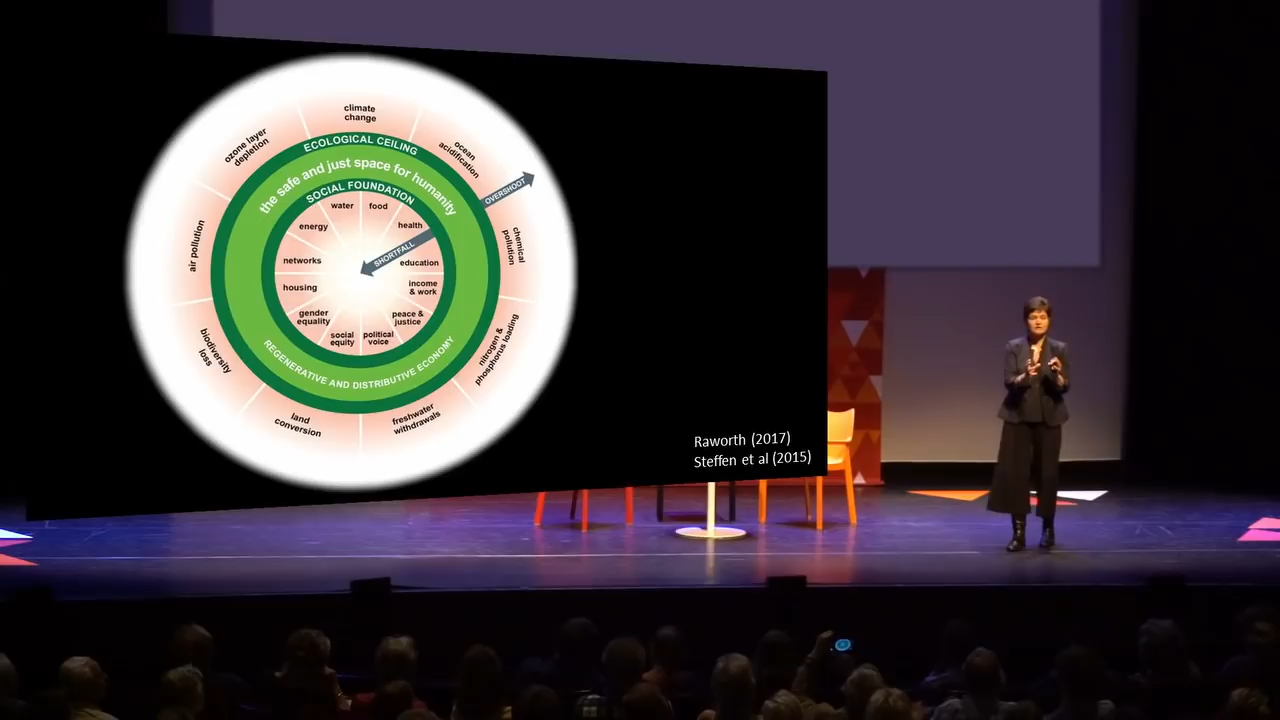 climate
change
ozone layer
depletion
ocean
acidification
ECOLOGICAL CEILING
the safe and just space for humanity
OVERSHOOT
SOCIAL FOUNDATION
water
food
energy
health
SHORTFALL
air pollution
chemical
pollution
networks
education
housing
income
& work
gender
equality
peace &
justice
social
equity
political
voice
biodiversity
loss
nitrogen &
phosphorus loading
REGENERATIVE AND DISTRIBUTIVE ECONOMY
land
conversion
freshwater
withdrawals
Raworth (2017)
Steffen et al (2015)